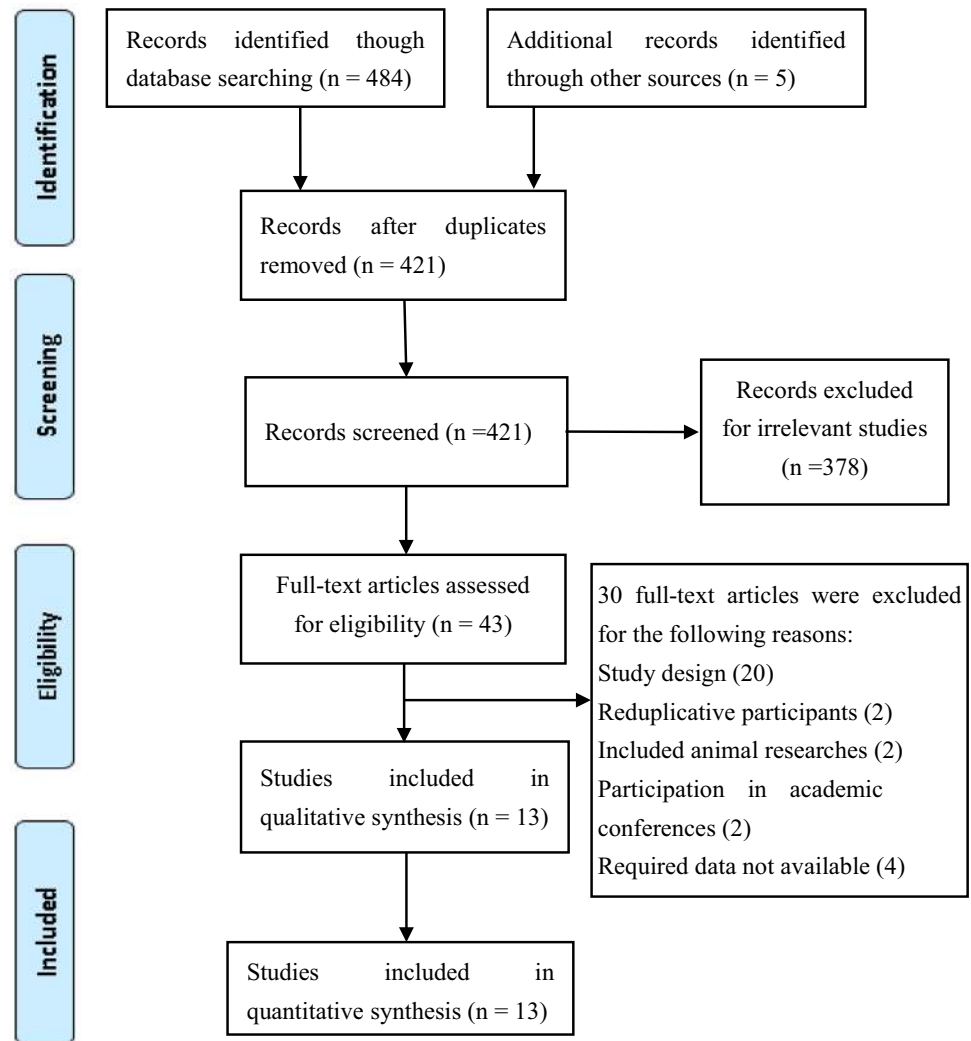 Identification
Records identified though
database searching (n = 484)
Additional records identified
through other sources (n = 5)
Records after duplicates
removed (n = 421)
Screening
Records screened (n =421)
Records excluded
for irrelevant studies
(n =378)
Eligibility
Full-text articles assessed
for eligibility (n = 43)
30 full-text articles were excluded
for the following reasons:
Study design (20)
Reduplicative participants (2)
Included animal researches (2)
Participation in academic
conferences (2)
Required data not available (4)
Studies included in
qualitative synthesis (n = 13)
Included
Studies included in
quantitative synthesis (n = 13)